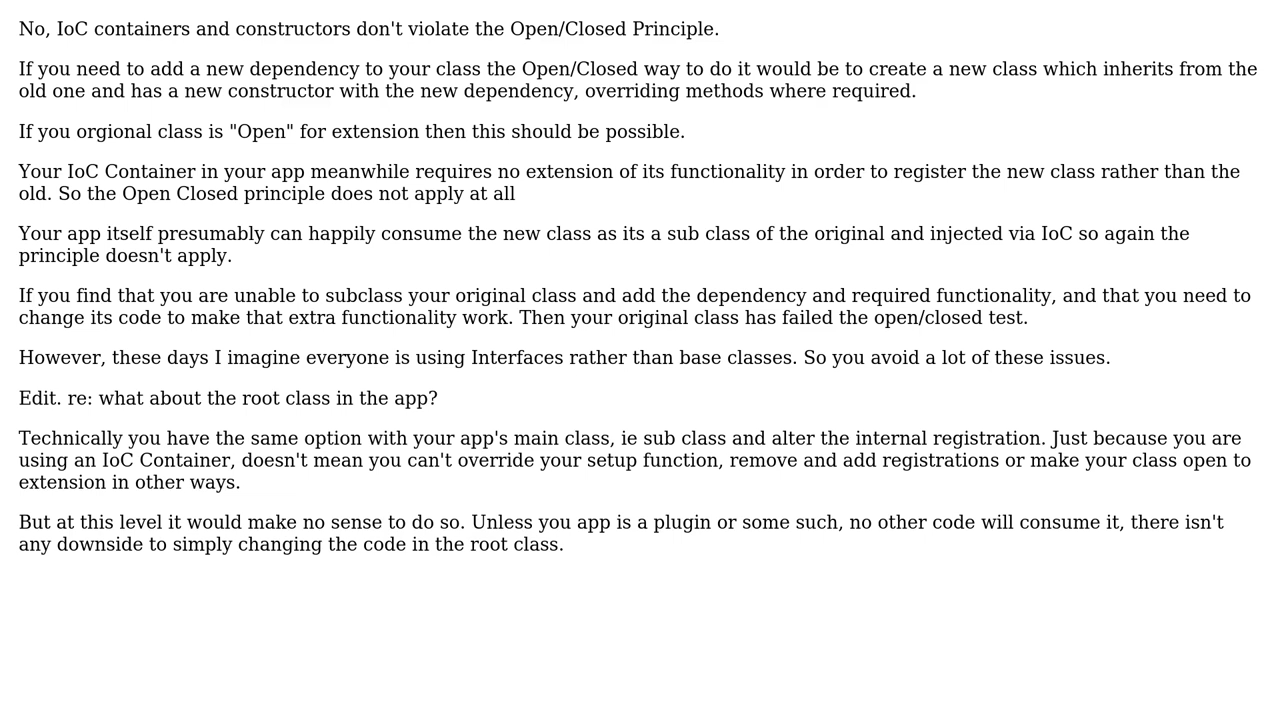 No, IoC containers and constructors don't violate the Open/Closed Principle.
If you need to add a new dependency to your class the Open/Closed way to do it would be to create a new class which inherits from the
old one and has a new constructor with the new dependency, overriding methods where required.
If you orgional class is "Open" for extension then this should be possible.
Your IoC Container in your app meanwhile requires no extension of its functionality in order to register the new class rather than the
old. So the Open Closed principle does not apply at all
Your app itself presumably can happily consume the new class as its a sub class of the original and injected via IoC so again the
principle doesn't apply.
If you find that you are unable to subclass your original class and add the dependency and required functionality, and that you need to
change its code to make that extra functionality work. Then your original class has failed the open/closed test.
However, these days I imagine everyone is using Interfaces rather than base classes. So you avoid a lot of these issues.
Edit. re: what about the root class in the app?
Technically you have the same option with your app's main class, ie sub class and alter the internal registration. Just because you are
using an IoC Container, doesn't mean you can't override your setup function, remove and add registrations or make your class open to
extension in other ways.
But at this level it would make no sense to do so. Unless you app is a plugin or some such, no other code will consume it, there isn't
any downside to simply changing the code in the root class.